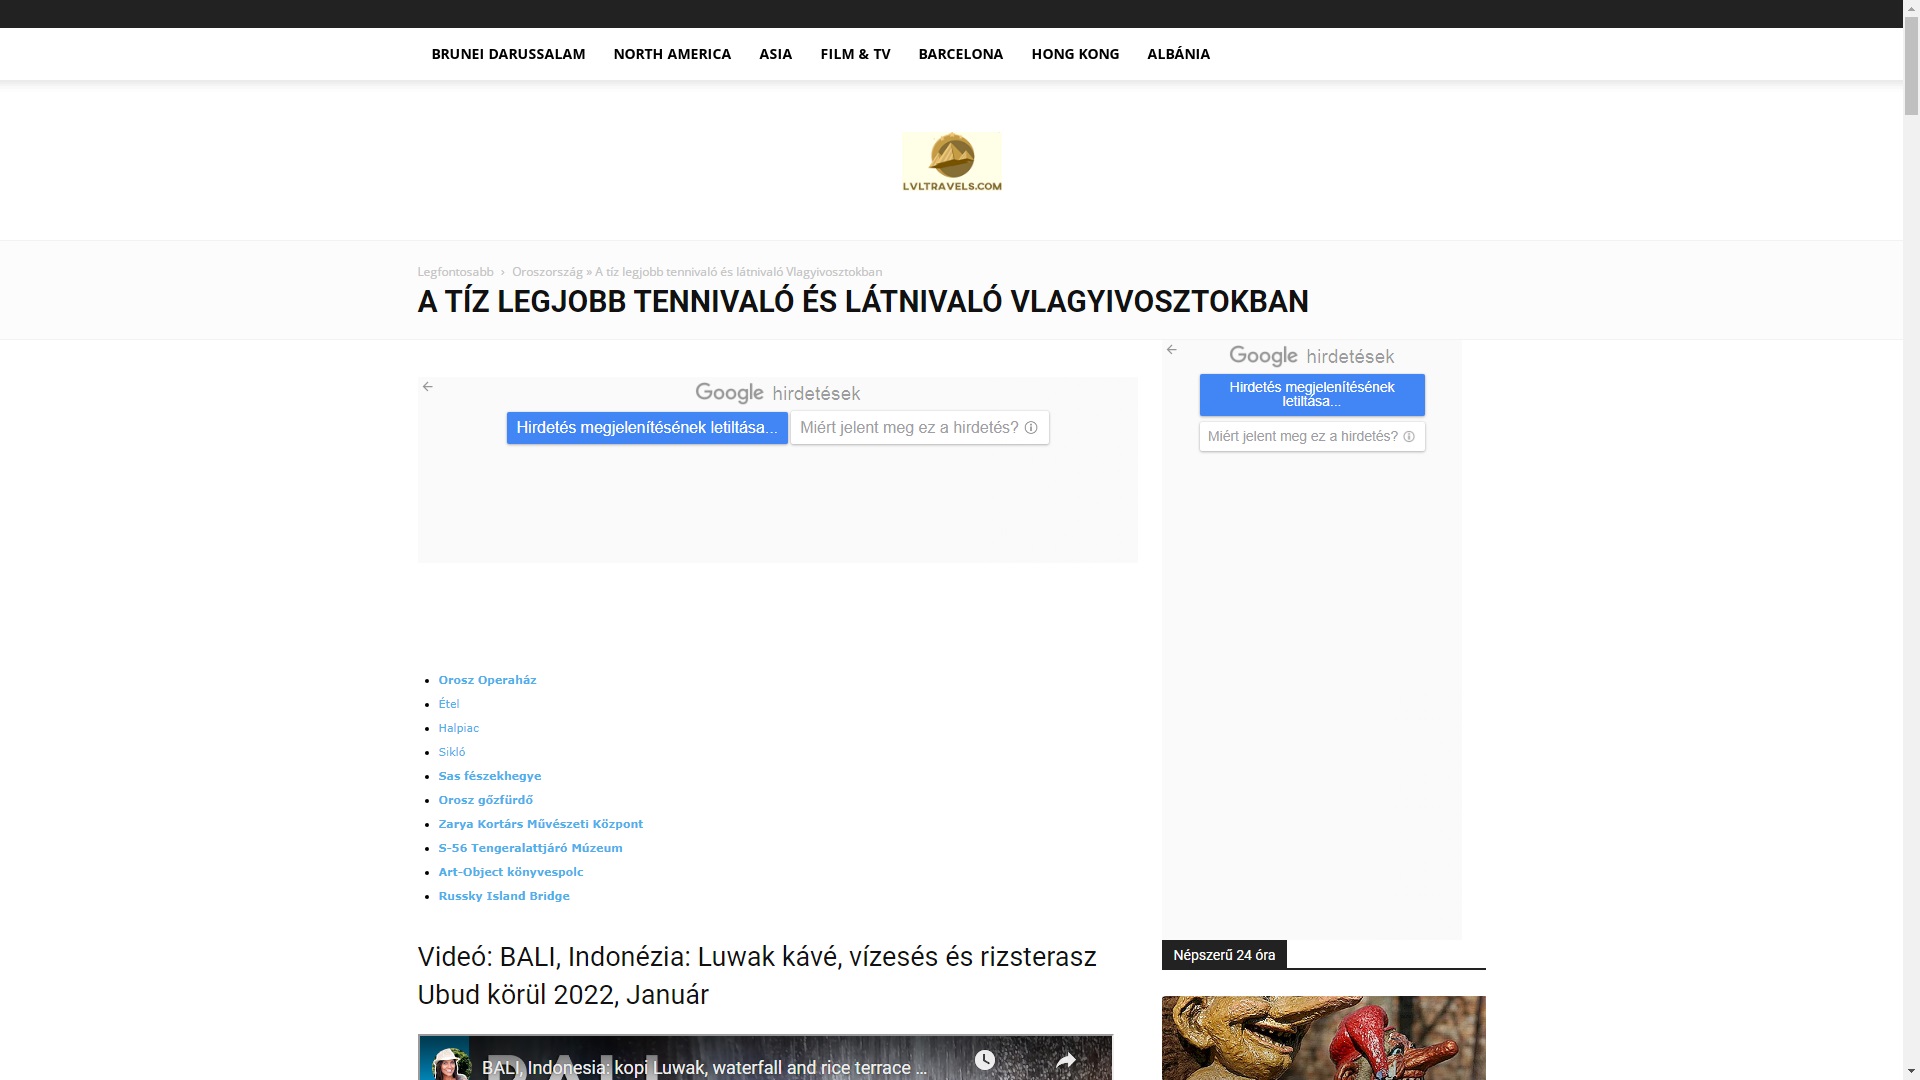 BRUNEI DARUSSALAM NORTH AMERICA ASIA FILM & TV BARCELONA HONG KONG ALBÁNIA
LVLTRAVELS.COM
Legfontosabb › Oroszország » A tíz legjobb tennivaló és látnivaló Vlagyivosztokban
A TÍZ LEGJOBB TENNIVALÓ ÉS LÁTNIVALÓ VLAGYIVOSZTOKBAN
Google hirdetések
Hirdetés megjelenítésének letiltása...
Miért jelent meg ez a hirdetés?
Google hirdetések
Hirdetés megjelenítésének
letiltása...
Miért jelent meg ez a hirdetés?
Orosz Operaház
Étel
Halpiac
Sikló
Sas fészekhegye
Orosz gőzfürdő
Zarya Kortárs Művészeti Központ
S-56 Tengeralattjáró Múzeum
Art-Object könyvespolc
Russky Island Bridge
Videó: BALI, Indonézia: Luwak kávé, vízesés és rizsterasz
Ubud körül 2022, Január
BALI, Indonesia: kopi Luwak, waterfall and rice terrace ...
BALI
Népszerű 24 óra